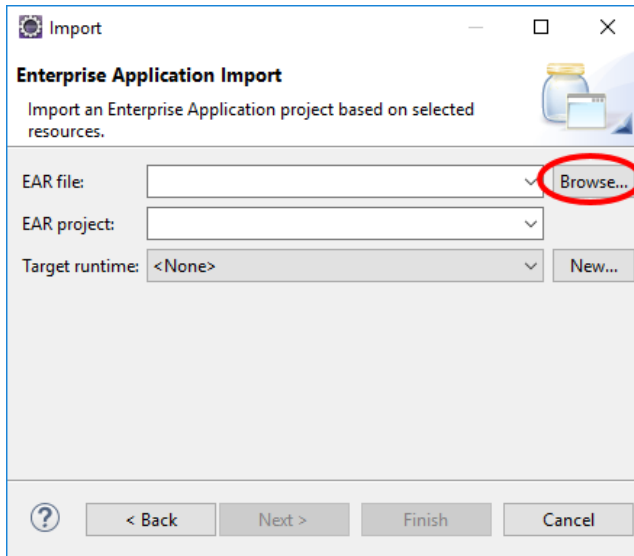 Import
Enterprise Application Import
Import an Enterprise Application project based on selected
resources.
EAR file:
Browse...
EAR project:
Target runtime: <None>
New...
?
< Back
Next >
Finish
Cancel